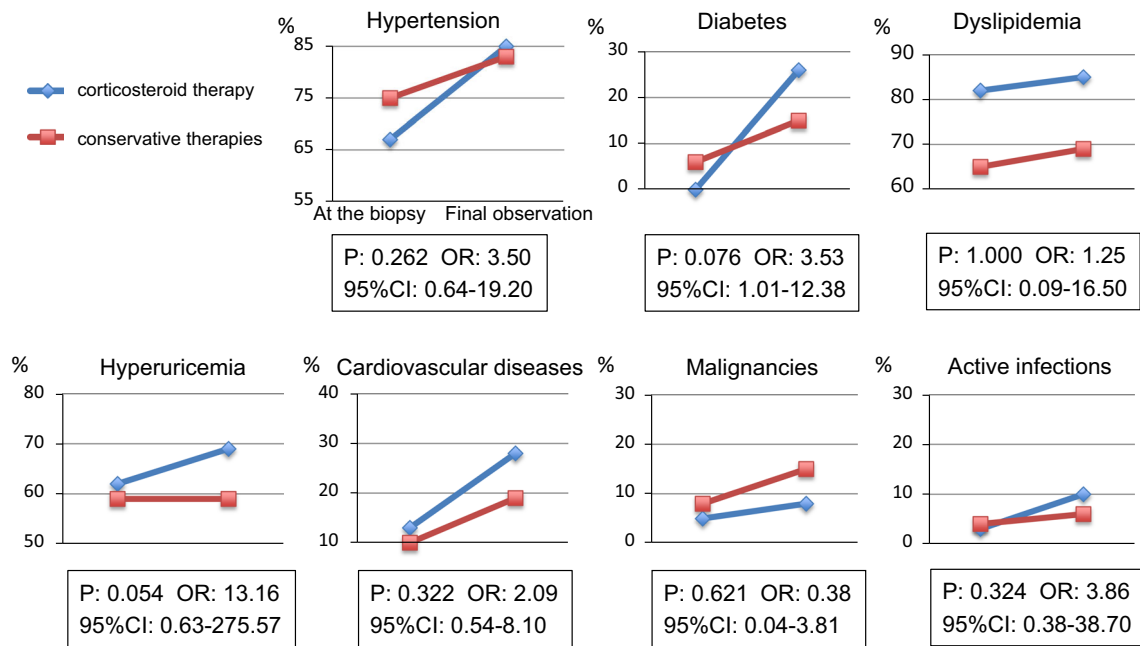 corticosteroid therapy
conservative therapies
% Hypertension
85
75
65
55
At the biopsy Final observation
P: 0.262 OR: 3.50
95%CI: 0.64-19.20
% Diabetes
30
20
10
0
P: 0.076 OR: 3.53
95%CI: 1.01-12.38
% Dyslipidemia
90
80
70
60
P: 1.000 OR: 1.25
95%CI: 0.09-16.50
% Hyperuricemia
80
70
60
50
P: 0.054 OR: 13.16
95%CI: 0.63-275.57
% Cardiovascular diseases
40
30
20
10
P: 0.322 OR: 2.09
95%CI: 0.54-8.10
% Malignancies
30
20
10
0
P: 0.621 OR: 0.38
95%CI: 0.04-3.81
% Active infections
30
20
10
0
P: 0.324 OR: 3.86
95%CI: 0.38-38.70